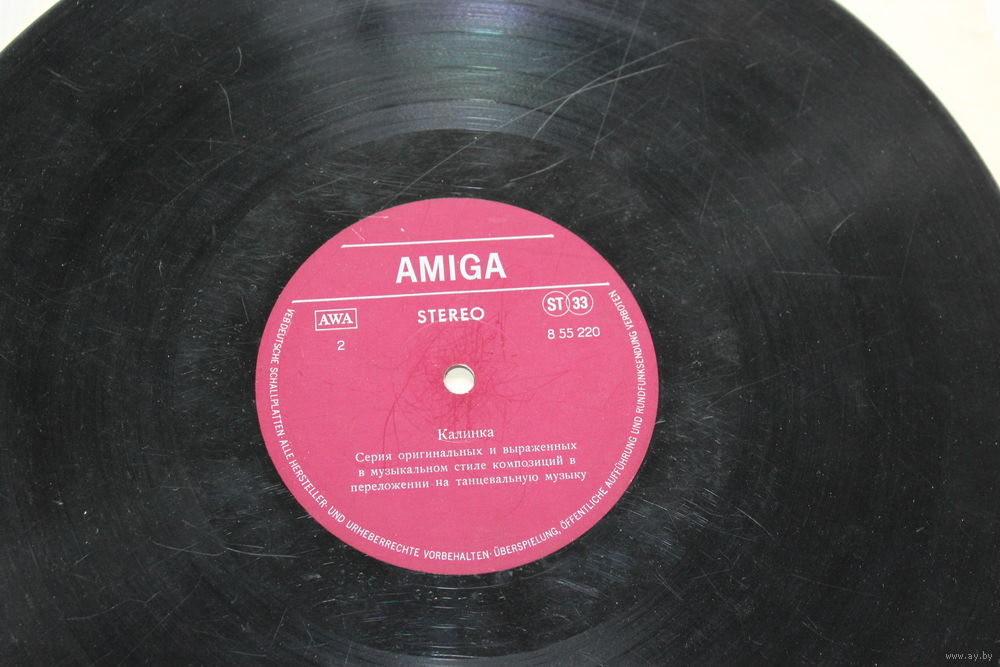 AMIGA
AWA
STEREO
ST 33
2
8 55 220
Калинка
Серия оригинальных и выраженных
в музыкальном стиле композиций в
переложении на танцевальную музыку
VEB DEUTSCHE SCHALLPLATTEN · ALLE HERSTELLER- UND URHEBERRECHTE VORBEHALTEN · ÜBERSPIELUNG, ÖFFENTLICHE AUFFÜHRUNG UND RUNDFUNKSENDUNG VERBOTEN
www.ay.by